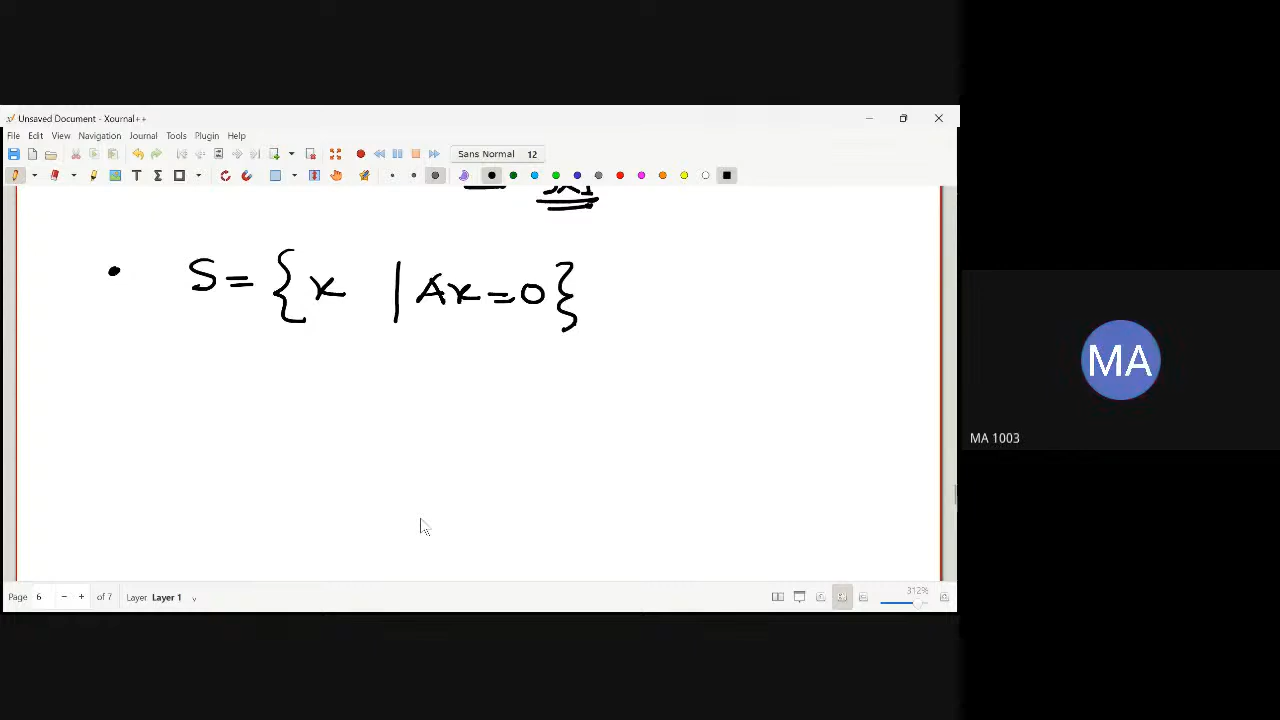 Unsaved Document - Xournal++
File Edit View Navigation Journal Tools Plugin Help
Sans Normal 12
• S = { x | Ax = 0 }
MA
MA 1003
Page 6 - + of 7 Layer Layer 1 312%